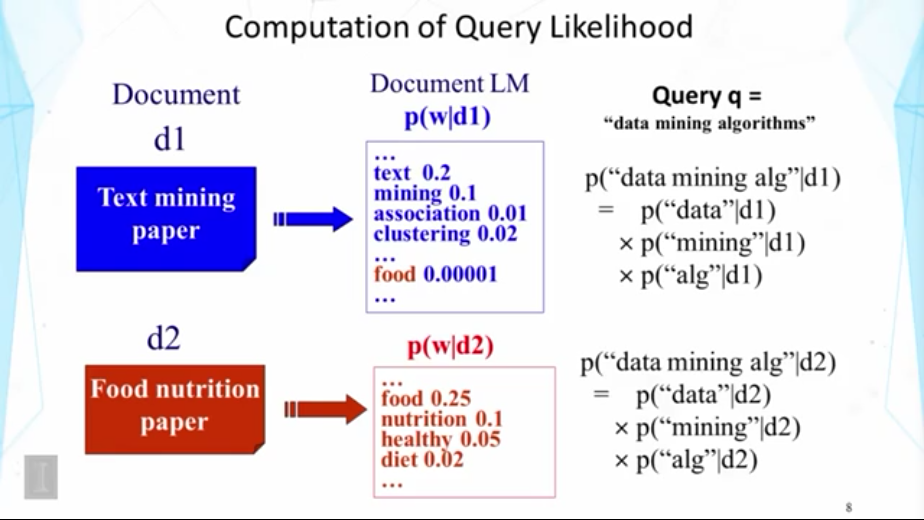 Computation of Query Likelihood
Document
d1
Text mining
paper
Document LM
p(w|d1)
...
text 0.2
mining 0.1
association 0.01
clustering 0.02
...
food 0.00001
...
Query q =
“data mining algorithms”
p(“data mining alg”|d1)
= p(“data”|d1)
× p(“mining”|d1)
× p(“alg”|d1)
d2
Food nutrition
paper
p(w|d2)
...
food 0.25
nutrition 0.1
healthy 0.05
diet 0.02
...
p(“data mining alg”|d2)
= p(“data”|d2)
× p(“mining”|d2)
× p(“alg”|d2)
I
8